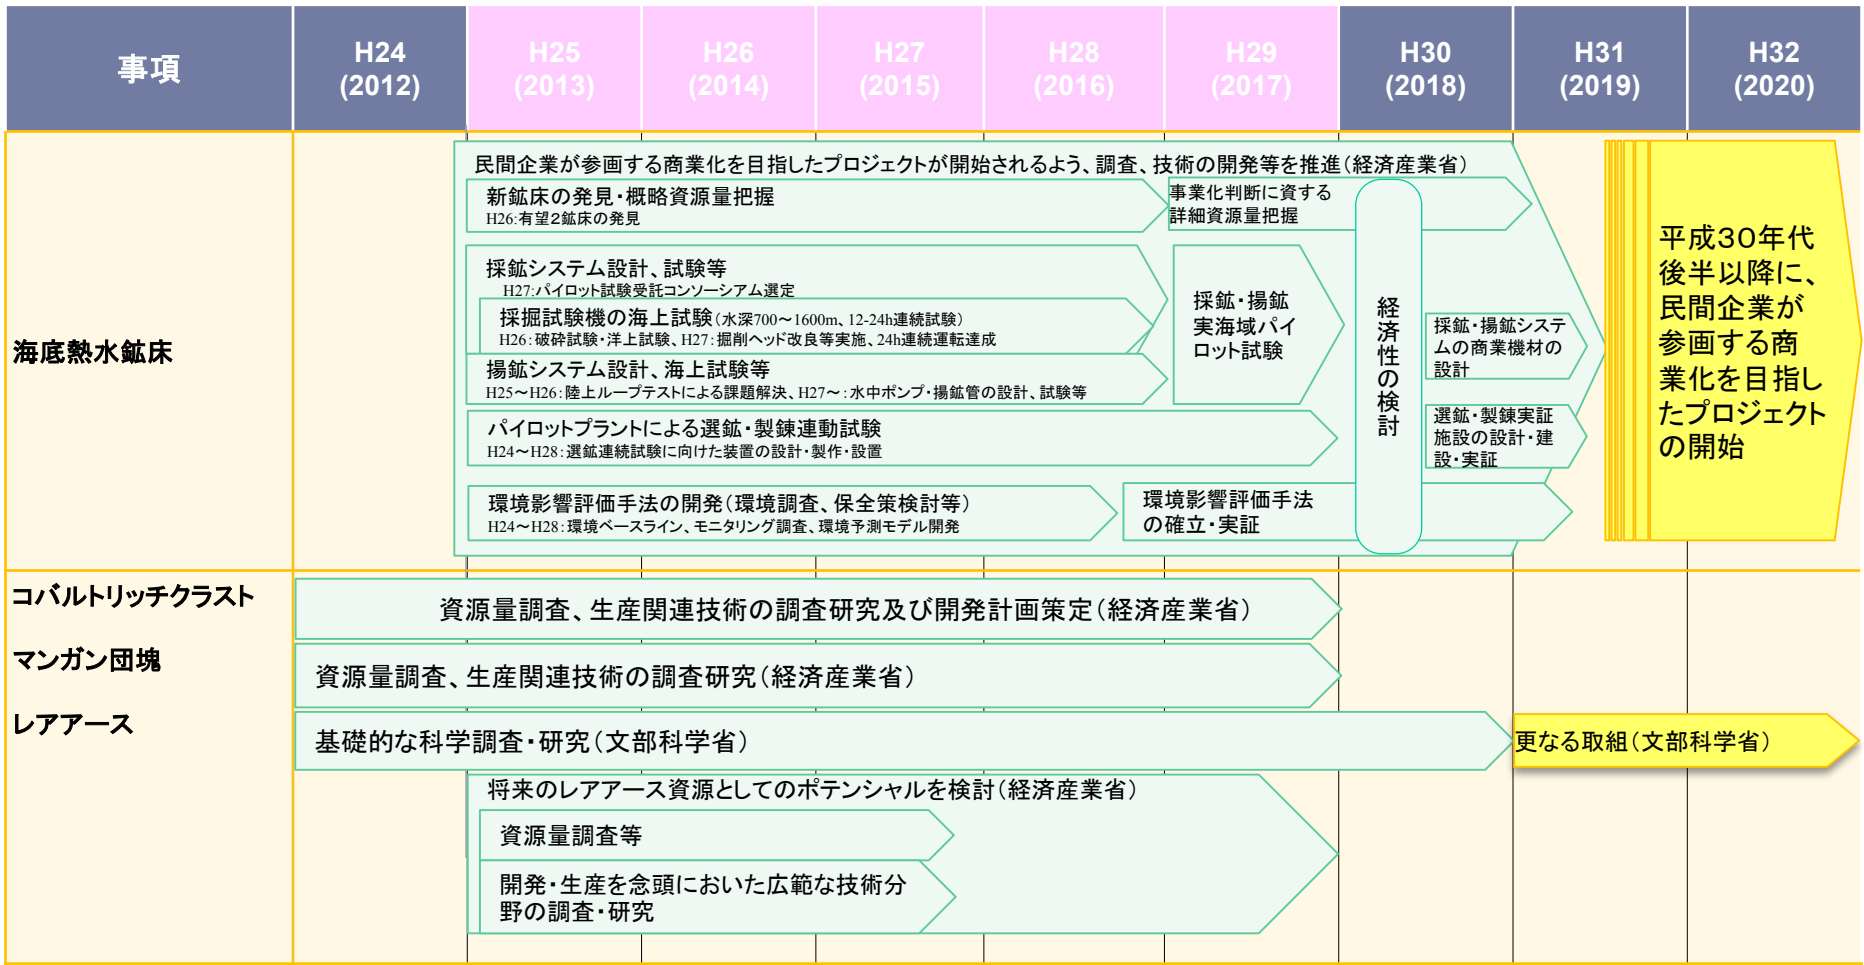 事項
H24
(2012)
H25
(2013)
H26
(2014)
H27
(2015)
H28
(2016)
H29
(2017)
H30
(2018)
H31
(2019)
H32
(2020)
海底熱水鉱床
民間企業が参画する商業化を目指したプロジェクトが開始されるよう、調査、技術の開発等を推進(経済産業省)
新鉱床の発見・概略資源量把握
H26:有望2鉱床の発見
事業化判断に資する
詳細資源量把握
採鉱システム設計、試験等
H27:パイロット試験受託コンソーシアム選定
採掘試験機の海上試験(水深700～1600m、12-24h連続試験)
H26:破砕試験・洋上試験、H27:掘削ヘッド改良等実施、24h連続運転達成
揚鉱システム設計、海上試験等
H25～H26:陸上ループテストによる課題解決、H27～:水中ポンプ・揚鉱管の設計、試験等
採鉱・揚鉱
実海域パイ
ロット試験
経済性の検討
採鉱・揚鉱システ
ムの商業機材の
設計
パイロットプラントによる選鉱・製錬連動試験
H24～H28:選鉱連続試験に向けた装置の設計・製作・設置
選鉱・製錬実証
施設の設計・建
設・実証
環境影響評価手法の開発(環境調査、保全策検討等)
H24～H28:環境ベースライン、モニタリング調査、環境予測モデル開発
環境影響評価手法
の確立・実証
平成30年代
後半以降に、
民間企業が
参画する商
業化を目指し
たプロジェクト
の開始
コバルトリッチクラスト
資源量調査、生産関連技術の調査研究及び開発計画策定(経済産業省)
マンガン団塊
資源量調査、生産関連技術の調査研究(経済産業省)
レアアース
基礎的な科学調査・研究(文部科学省)
更なる取組(文部科学省)
将来のレアアース資源としてのポテンシャルを検討(経済産業省)
資源量調査等
開発・生産を念頭においた広範な技術分
野の調査・研究